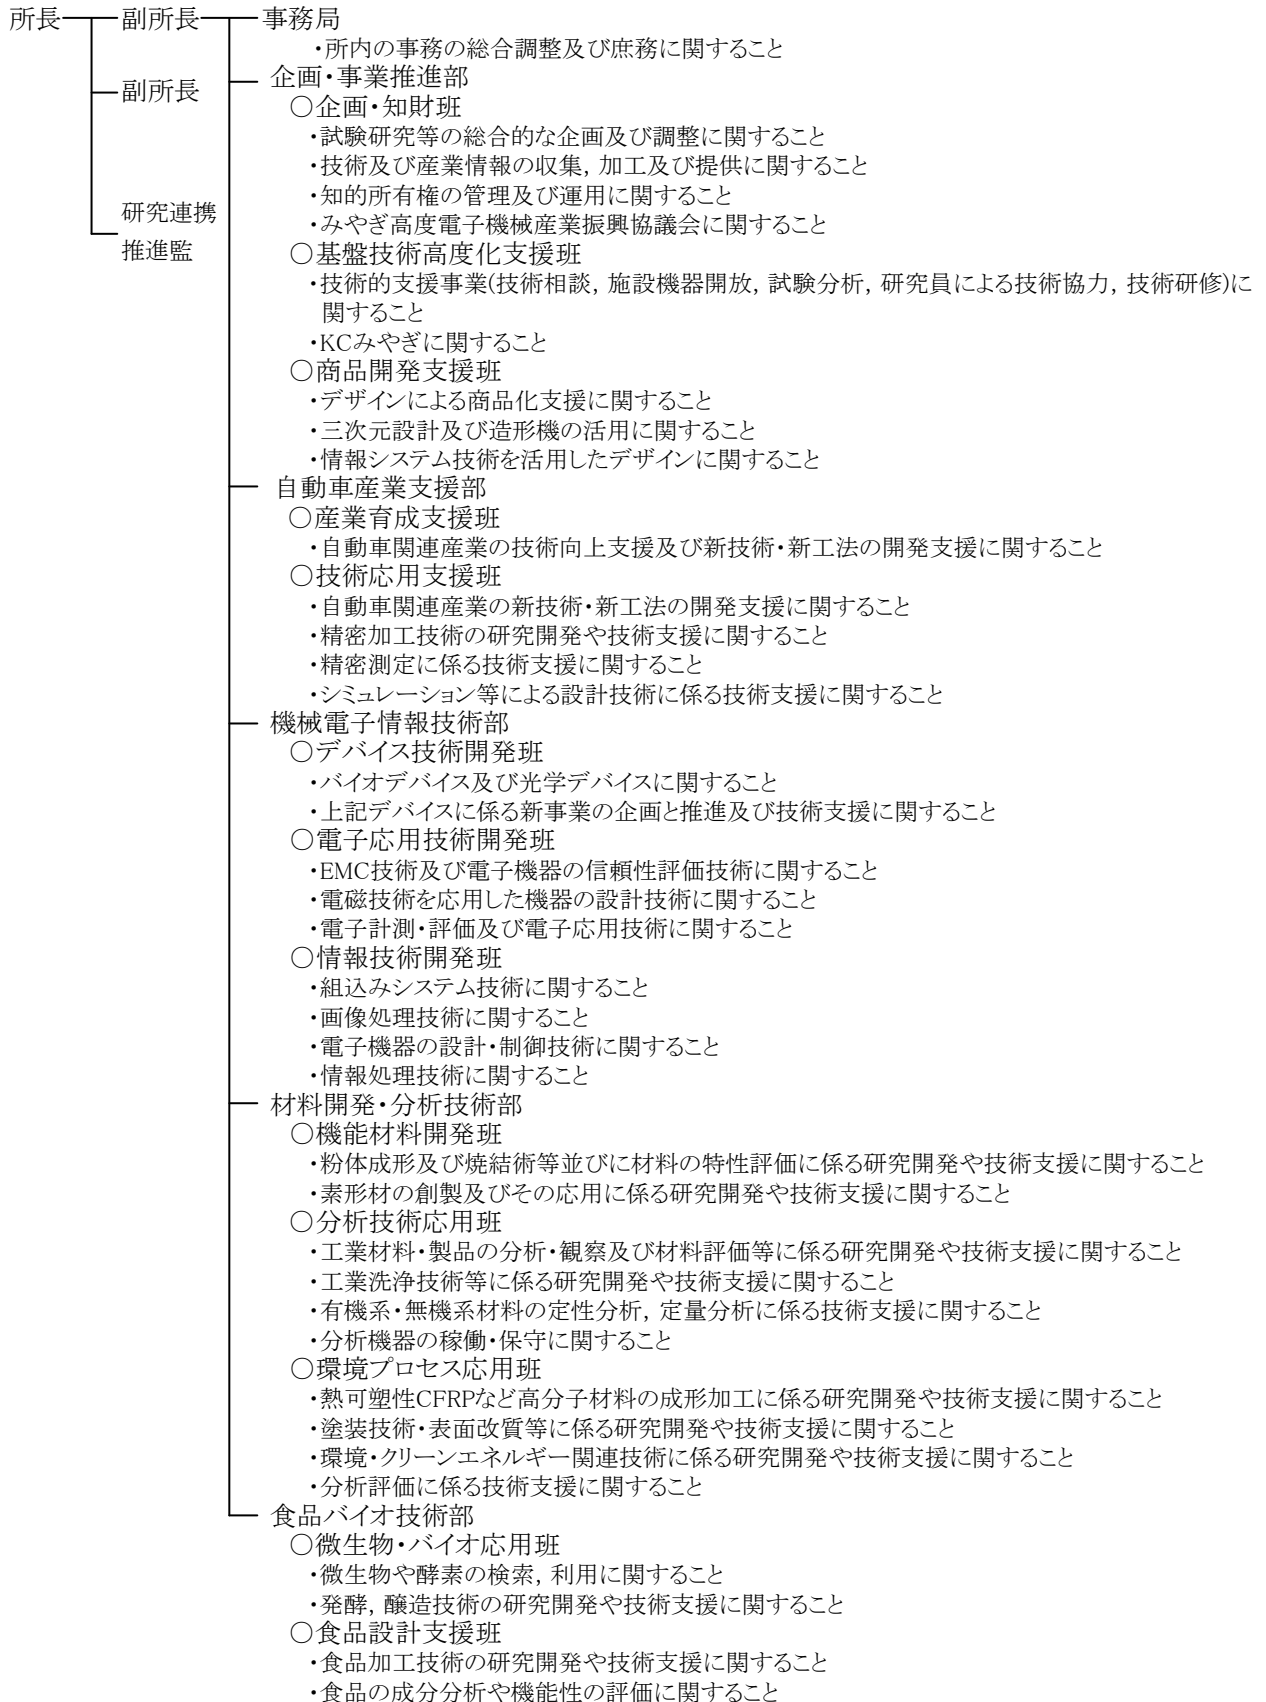 所長 副所長 事務局
・所内の事務の総合調整及び庶務に関すること
企画・事業推進部
副所長
○企画・知財班
・試験研究等の総合的な企画及び調整に関すること
・技術及び産業情報の収集, 加工及び提供に関すること
・知的所有権の管理及び運用に関すること
研究連携
推進監
・みやぎ高度電子機械産業振興協議会に関すること
○基盤技術高度化支援班
・技術的支援事業(技術相談, 施設機器開放, 試験分析, 研究員による技術協力, 技術研修)に
関すること
・KCみやぎに関すること
○商品開発支援班
・デザインによる商品化支援に関すること
・三次元設計及び造形機の活用に関すること
・情報システム技術を活用したデザインに関すること
自動車産業支援部
○産業育成支援班
・自動車関連産業の技術向上支援及び新技術・新工法の開発支援に関すること
○技術応用支援班
・自動車関連産業の新技術・新工法の開発支援に関すること
・精密加工技術の研究開発や技術支援に関すること
・精密測定に係る技術支援に関すること
・シミュレーション等による設計技術に係る技術支援に関すること
機械電子情報技術部
○デバイス技術開発班
・バイオデバイス及び光学デバイスに関すること
・上記デバイスに係る新事業の企画と推進及び技術支援に関すること
○電子応用技術開発班
・EMC技術及び電子機器の信頼性評価技術に関すること
・電磁技術を応用した機器の設計技術に関すること
・電子計測・評価及び電子応用技術に関すること
○情報技術開発班
・組込みシステム技術に関すること
・画像処理技術に関すること
・電子機器の設計・制御技術に関すること
・情報処理技術に関すること
材料開発・分析技術部
○機能材料開発班
・粉体成形及び焼結術等並びに材料の特性評価に係る研究開発や技術支援に関すること
・素形材の創製及びその応用に係る研究開発や技術支援に関すること
○分析技術応用班
・工業材料・製品の分析・観察及び材料評価等に係る研究開発や技術支援に関すること
・工業洗浄技術等に係る研究開発や技術支援に関すること
・有機系・無機系材料の定性分析, 定量分析に係る技術支援に関すること
・分析機器の稼働・保守に関すること
○環境プロセス応用班
・熱可塑性CFRPなど高分子材料の成形加工に係る研究開発や技術支援に関すること
・塗装技術・表面改質等に係る研究開発や技術支援に関すること
・環境・クリーンエネルギー関連技術に係る研究開発や技術支援に関すること
・分析評価に係る技術支援に関すること
食品バイオ技術部
○微生物・バイオ応用班
・微生物や酵素の検索, 利用に関すること
・発酵, 醸造技術の研究開発や技術支援に関すること
○食品設計支援班
・食品加工技術の研究開発や技術支援に関すること
・食品の成分分析や機能性の評価に関すること